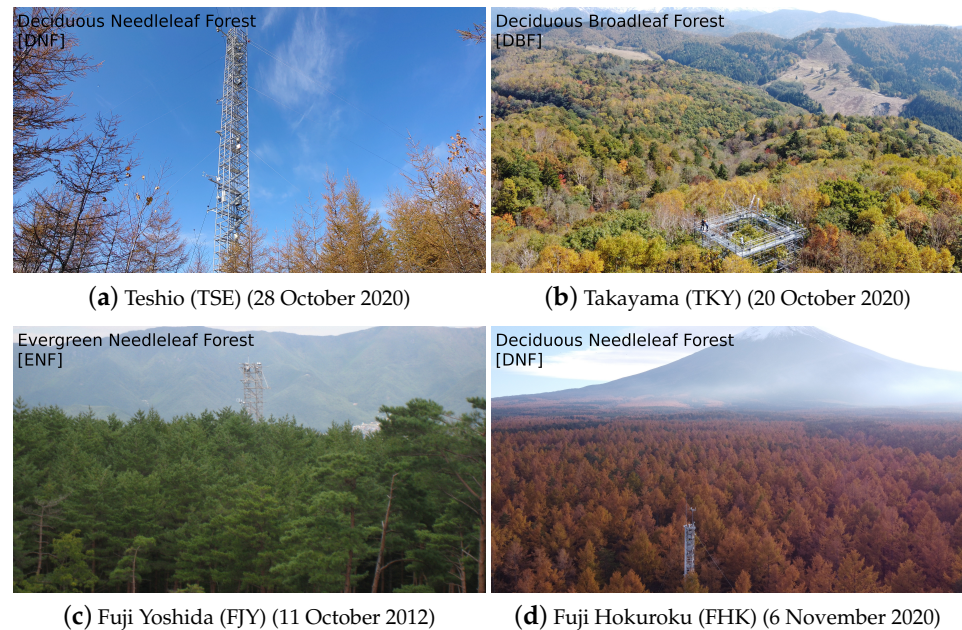 Deciduous Needleleaf Forest
[DNF]
Deciduous Broadleaf Forest
[DBF]
(a) Teshio (TSE) (28 October 2020)
(b) Takayama (TKY) (20 October 2020)
Evergreen Needleleaf Forest
[ENF]
Deciduous Needleleaf Forest
[DNF]
(c) Fuji Yoshida (FJY) (11 October 2012)
(d) Fuji Hokuroku (FHK) (6 November 2020)